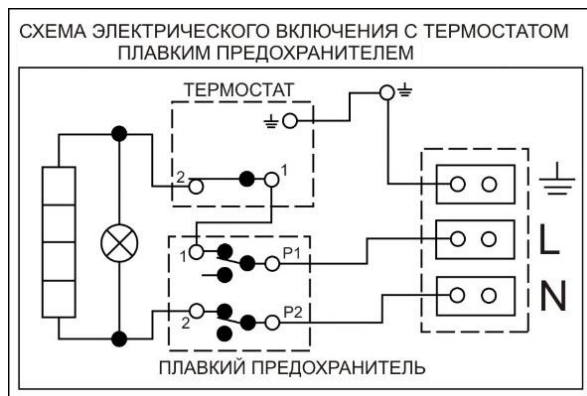 СХЕМА ЭЛЕКТРИЧЕСКОГО ВКЛЮЧЕНИЯ С ТЕРМОСТАТОМ
ПЛАВКИМ ПРЕДОХРАНИТЕЛЕМ
ТЕРМОСТАТ
2
1
1
P1
L
2
P2
N
ПЛАВКИЙ ПРЕДОХРАНИТЕЛЬ